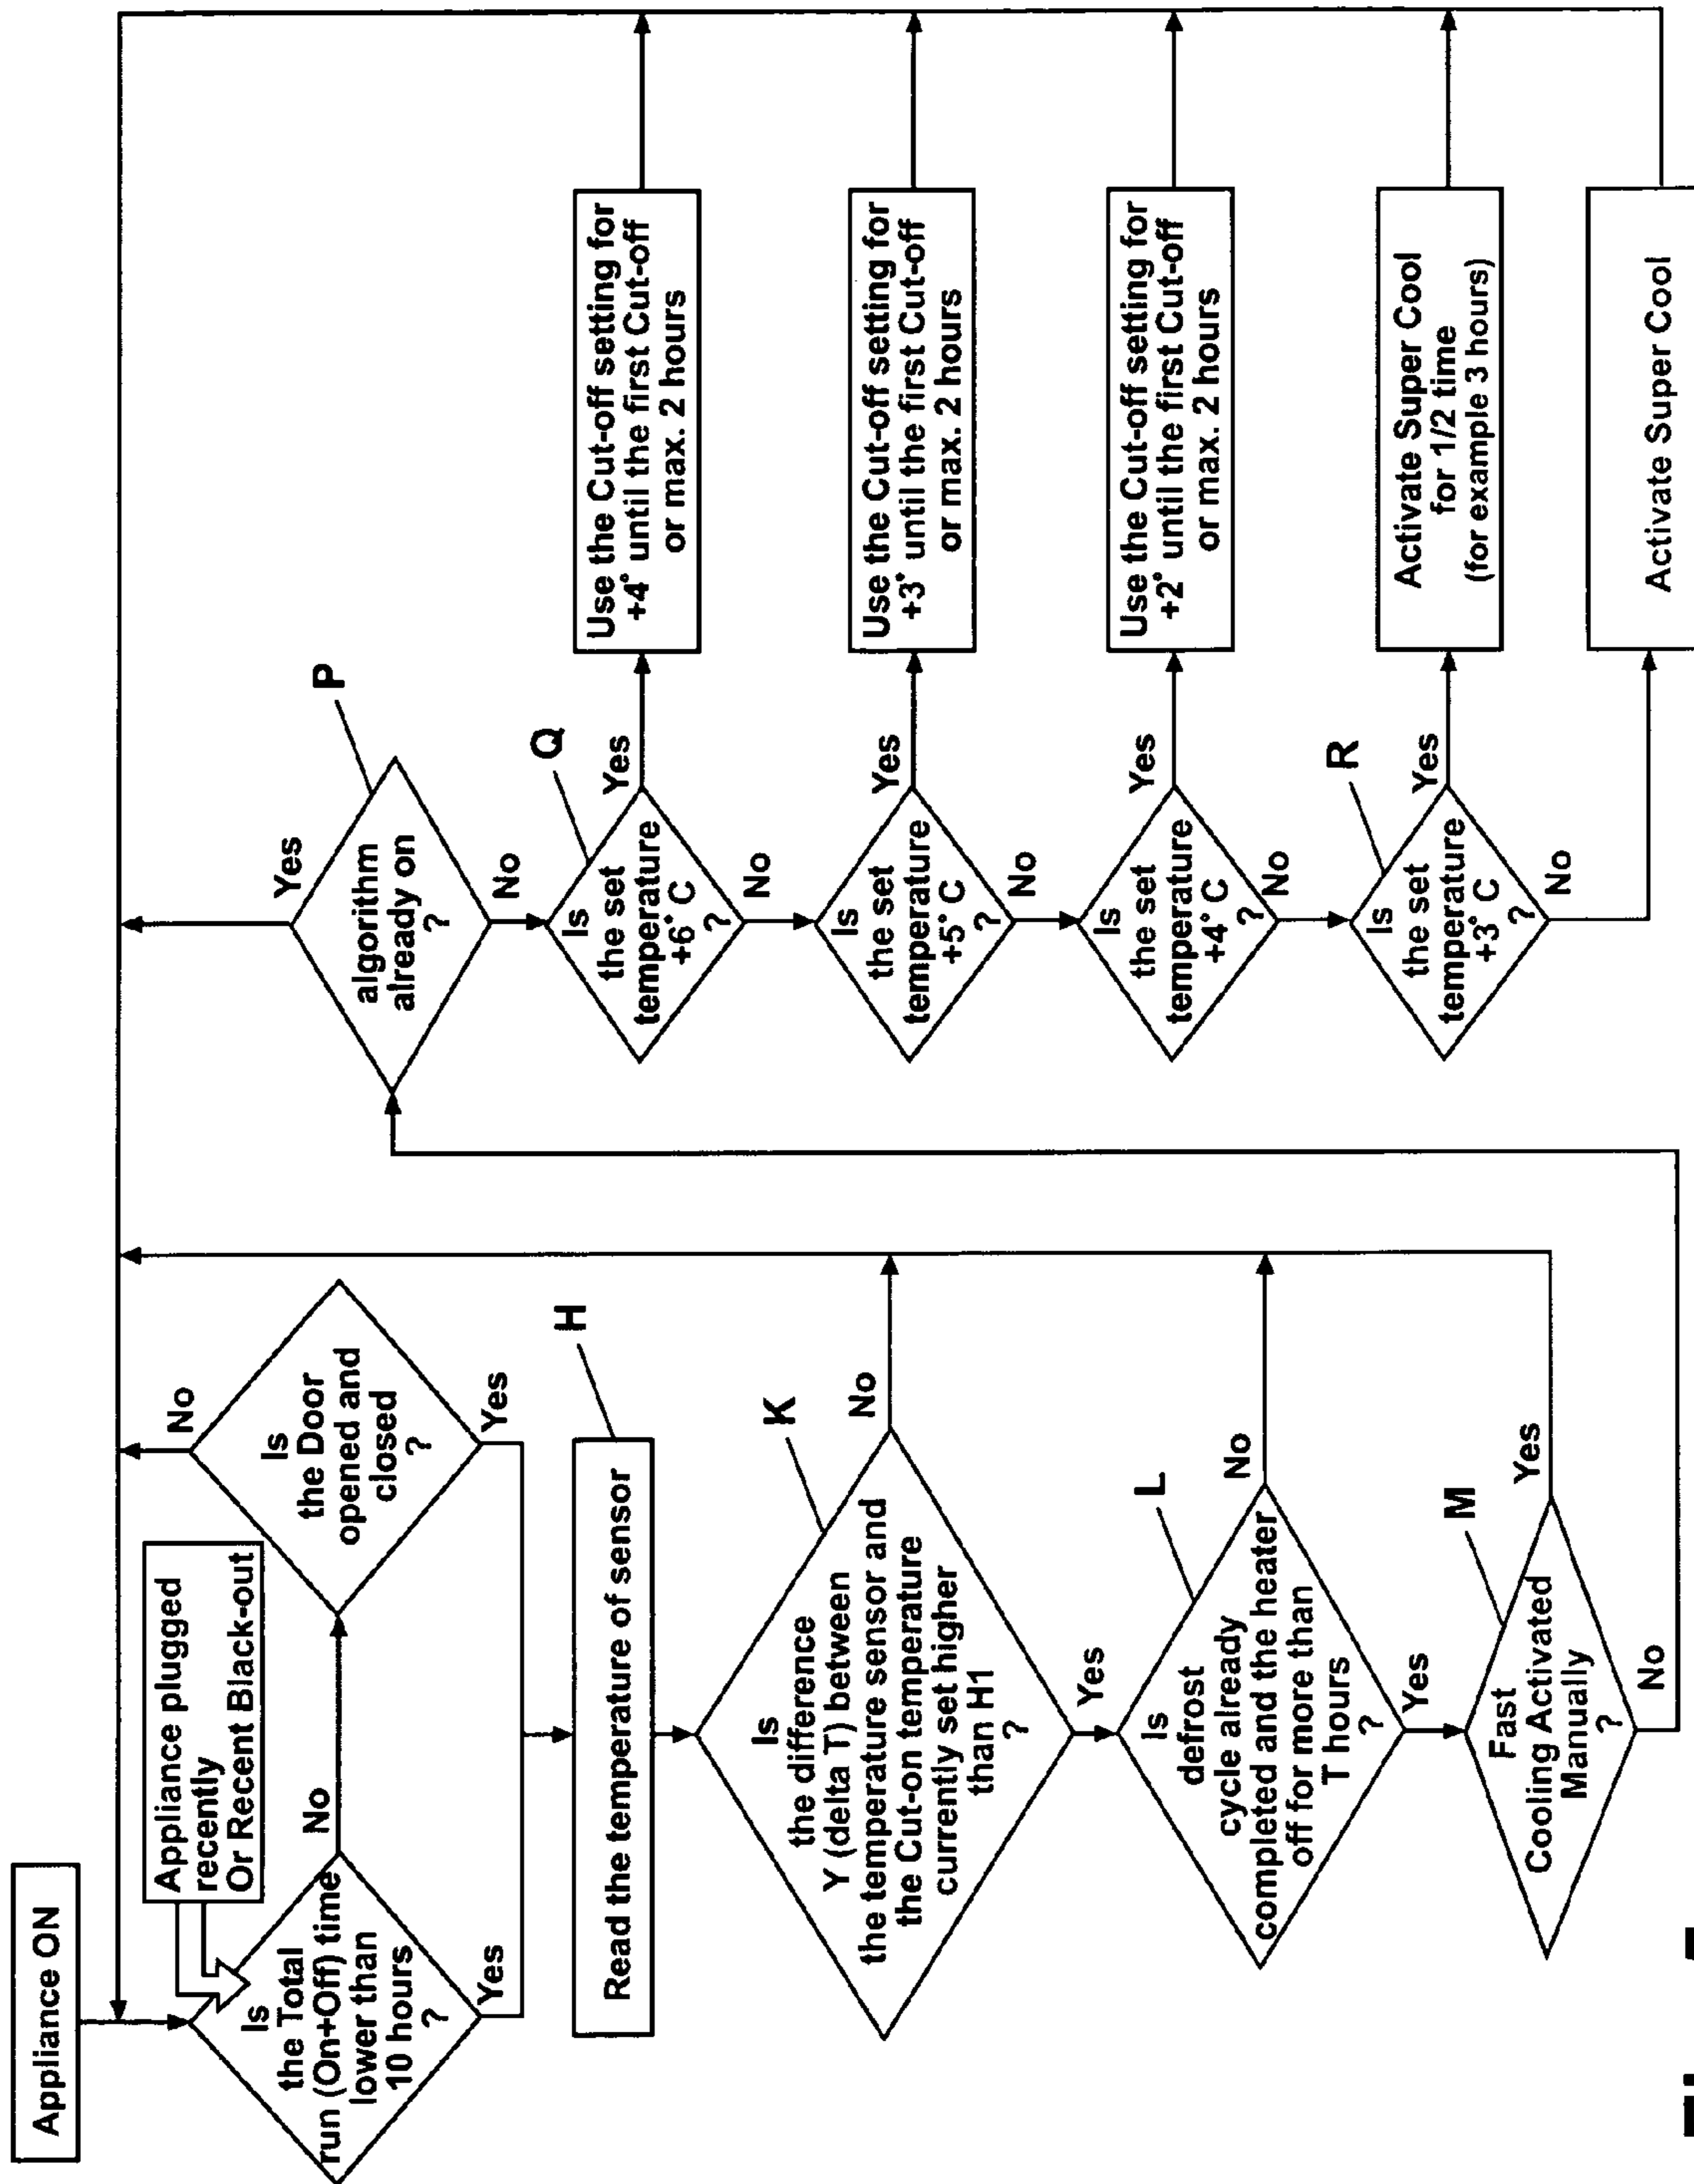 Appliance ON
Appliance plugged
recently
Or Recent Black-out
Is
the Total
run (On+Off) time
lower than
10 hours
?
No
Yes
Is
the Door
opened and
closed
?
No
Yes
Read the temperature of sensor
H
Is
the difference
Y (delta T) between
the temperature sensor and
the Cut-on temperature
currently set higher
than H1
?
K
No
Yes
Is
defrost
cycle already
completed and the heater
off for more than
T hours
?
L
No
Yes
Fast
Cooling Activated
Manually
?
M
Yes
No
algorithm
already on
?
P
Yes
No
Is
the set
temperature
+6° C
?
Q
Yes
No
Use the Cut-off setting for
+4° until the first Cut-off
or max. 2 hours
Is
the set
temperature
+5° C
?
Yes
No
Use the Cut-off setting for
+3° until the first Cut-off
or max. 2 hours
Is
the set
temperature
+4° C
?
Yes
No
Use the Cut-off setting for
+2° until the first Cut-off
or max. 2 hours
Is
the set
temperature
+3° C
?
R
Yes
No
Activate Super Cool
for 1/2 time
(for example 3 hours)
Activate Super Cool